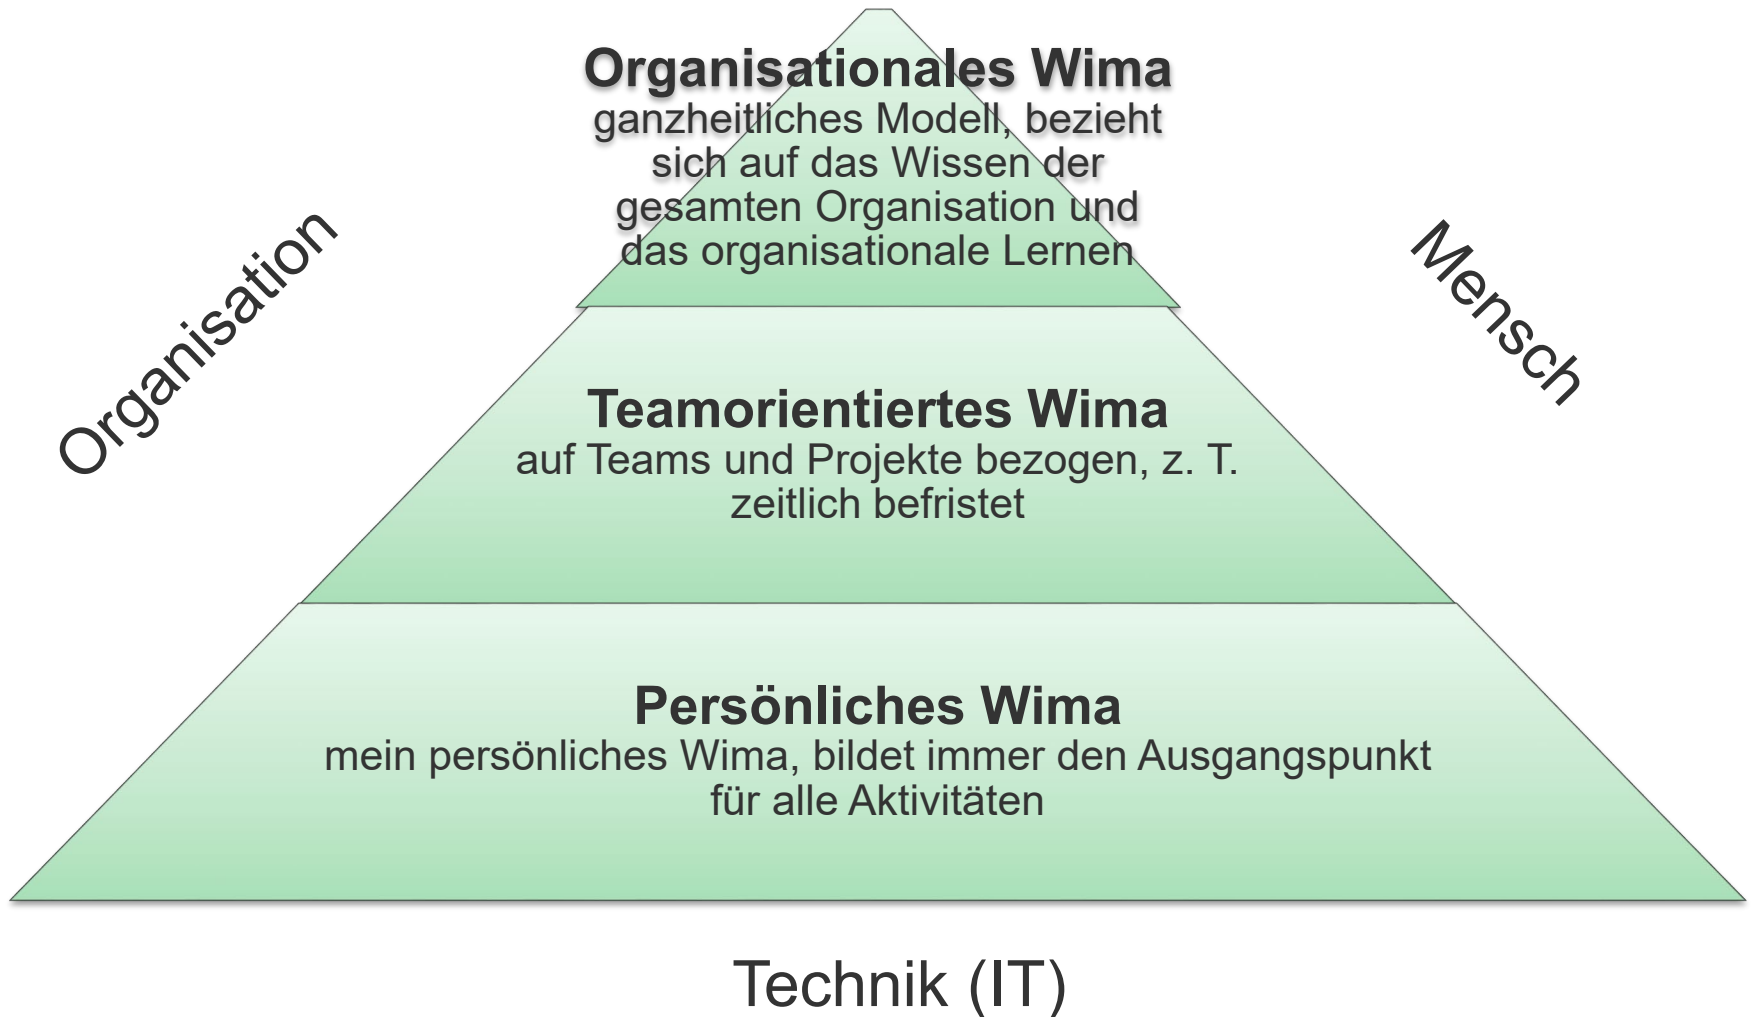 Organisationales Wima
ganzheitliches Modell, bezieht
sich auf das Wissen der
gesamten Organisation und
das organisationale Lernen
Organisation
Mensch
Teamorientiertes Wima
auf Teams und Projekte bezogen, z. T.
zeitlich befristet
Persönliches Wima
mein persönliches Wima, bildet immer den Ausgangspunkt
für alle Aktivitäten
Technik (IT)